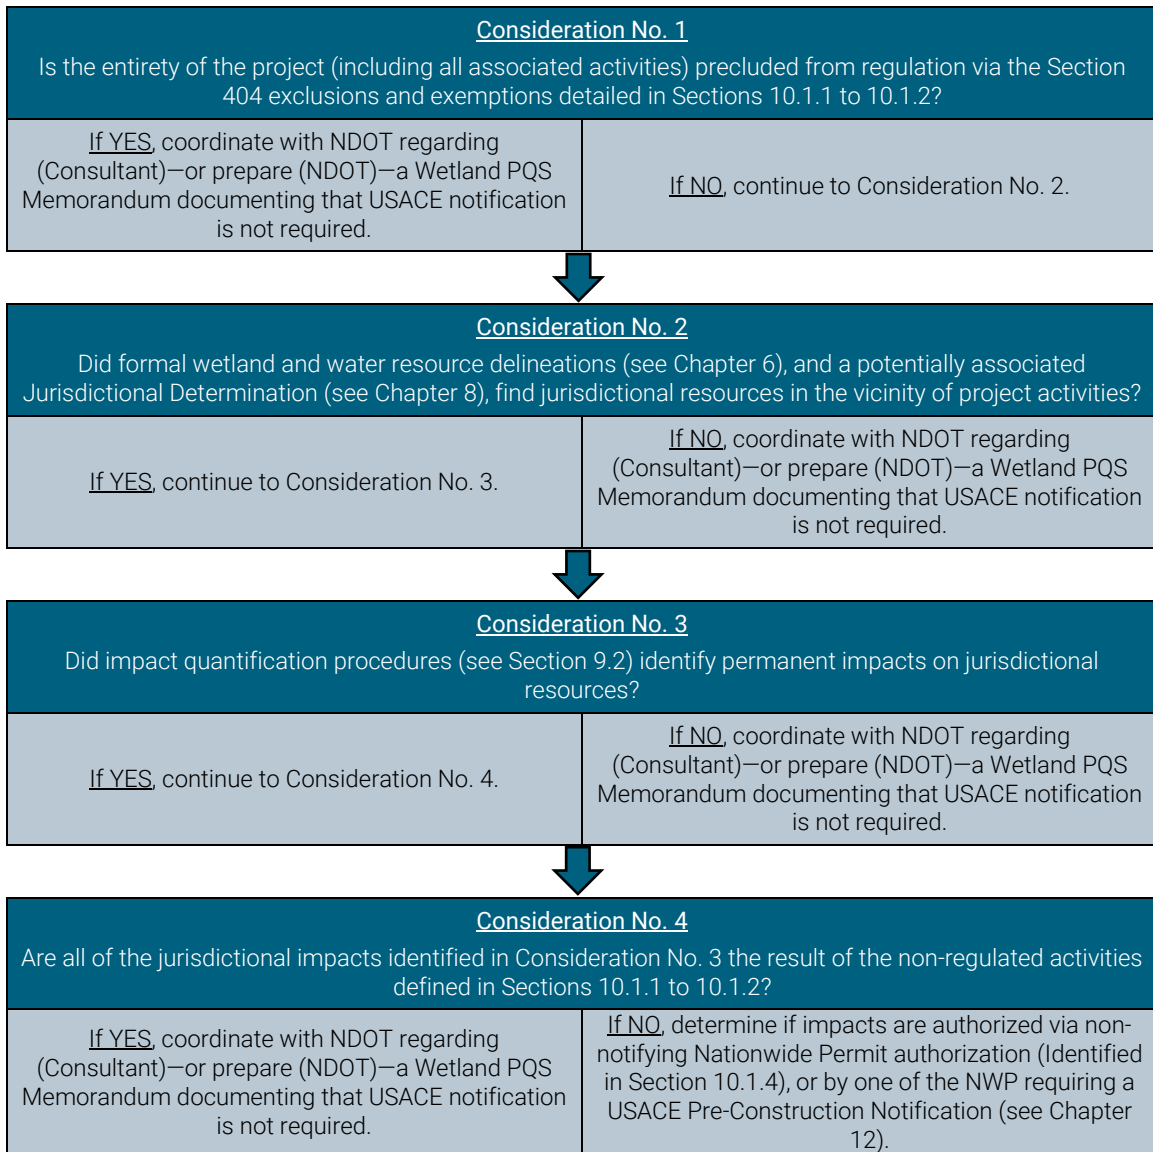 Consideration No. 1
Is the entirety of the project (including all associated activities) precluded from regulation via the Section
404 exclusions and exemptions detailed in Sections 10.1.1 to 10.1.2?
If YES, coordinate with NDOT regarding
(Consultant)—or prepare (NDOT)—a Wetland PQS
Memorandum documenting that USACE notification
is not required.
If NO, continue to Consideration No. 2.
Consideration No. 2
Did formal wetland and water resource delineations (see Chapter 6), and a potentially associated
Jurisdictional Determination (see Chapter 8), find jurisdictional resources in the vicinity of project activities?
If YES, continue to Consideration No. 3.
If NO, coordinate with NDOT regarding
(Consultant)—or prepare (NDOT)—a Wetland PQS
Memorandum documenting that USACE notification
is not required.
Consideration No. 3
Did impact quantification procedures (see Section 9.2) identify permanent impacts on jurisdictional
resources?
If YES, continue to Consideration No. 4.
If NO, coordinate with NDOT regarding
(Consultant)—or prepare (NDOT)—a Wetland PQS
Memorandum documenting that USACE notification
is not required.
Consideration No. 4
Are all of the jurisdictional impacts identified in Consideration No. 3 the result of the non-regulated activities
defined in Sections 10.1.1 to 10.1.2?
If YES, coordinate with NDOT regarding
(Consultant)—or prepare (NDOT)—a Wetland PQS
Memorandum documenting that USACE notification
is not required.
If NO, determine if impacts are authorized via non-
notifying Nationwide Permit authorization (Identified
in Section 10.1.4), or by one of the NWP requiring a
USACE Pre-Construction Notification (see Chapter
12).